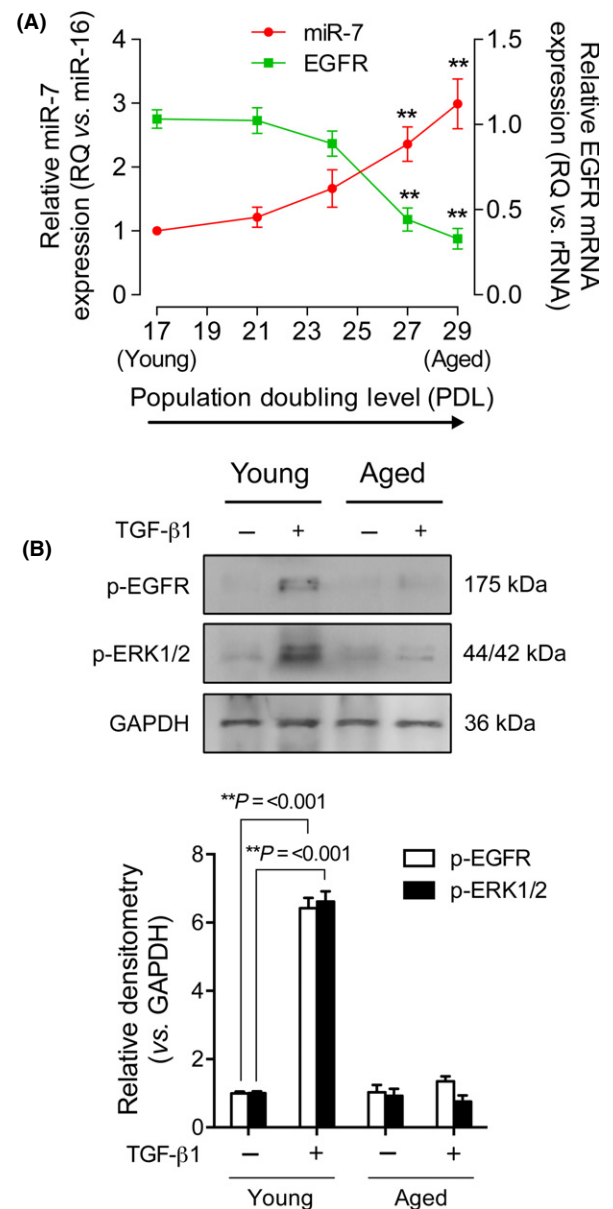 (A)
miR-7
EGFR
Relative miR-7
expression (RQ vs. miR-16)
4
3
2
1
0
**
**
**
**
1.5
1.0
0.5
0.0
Relative EGFR mRNA
expression (RQ vs. rRNA)
17 19 21 23 25 27 29
(Young) (Aged)
Population doubling level (PDL)
Young Aged
TGF-β1 – + – +
(B)
p-EGFR 175 kDa
p-ERK1/2 44/42 kDa
GAPDH 36 kDa
**P = <0.001
**P = <0.001
p-EGFR
p-ERK1/2
Relative densitometry
(vs. GAPDH)
8
6
4
2
0
TGF-β1 – + – +
Young Aged